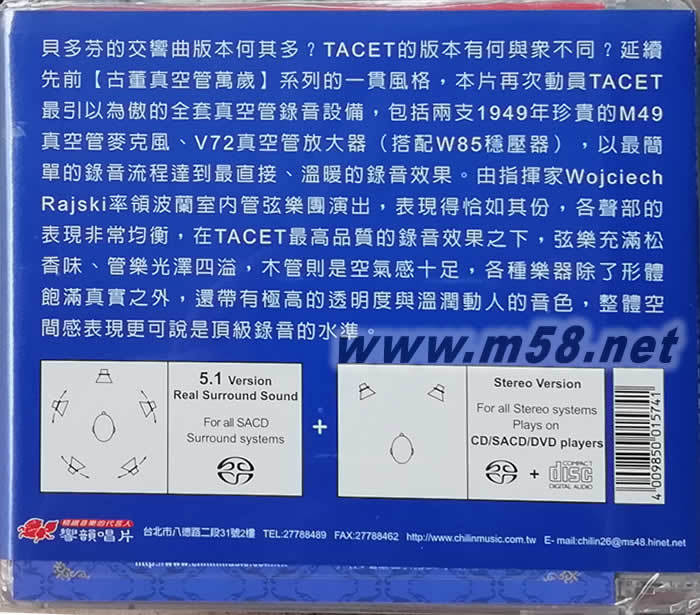 貝多芬的交響曲版本何其多？TACET的版本有何與衆不同？延續
先前【古董真空管萬歲】系列的一貫風格，本片再次動員TACET
最引以為傲的全套真空管錄音設備，包括兩支1949年珍貴的M49
真空管麥克風、V72真空管放大器（搭配W85穩壓器），以最簡
單的錄音流程達到最直接、溫暖的錄音效果。由指揮家Wojciech
Rajski率領波蘭室內管弦樂團演出，表現得恰如其份，各聲部的
表現非常均衡，在TACET最高品質的錄音效果之下，弦樂充滿松
香味、管樂光澤四溢，木管則是空氣感十足，各種樂器除了形體
飽滿真實之外，還帶有極高的透明度與溫潤動人的音色，整體空
間感表現更可說是頂級錄音的水準。
www.m58.net
5.1 Version
Real Surround Sound
For all SACD
Surround systems
+
Stereo Version
For all Stereo systems
Plays on
CD/SACD/DVD players
+
COMPACT
disc
DIGITAL AUDIO
4 009850 015741
精緻音樂的代言人
響韻唱片
台北市八德路二段31號2樓 TEL:27788489 FAX:27788462 http://www.chilinmusic.com.tw E-mail:chilin26@ms48.hinet.net
http://www.chilinmusic.com.tw